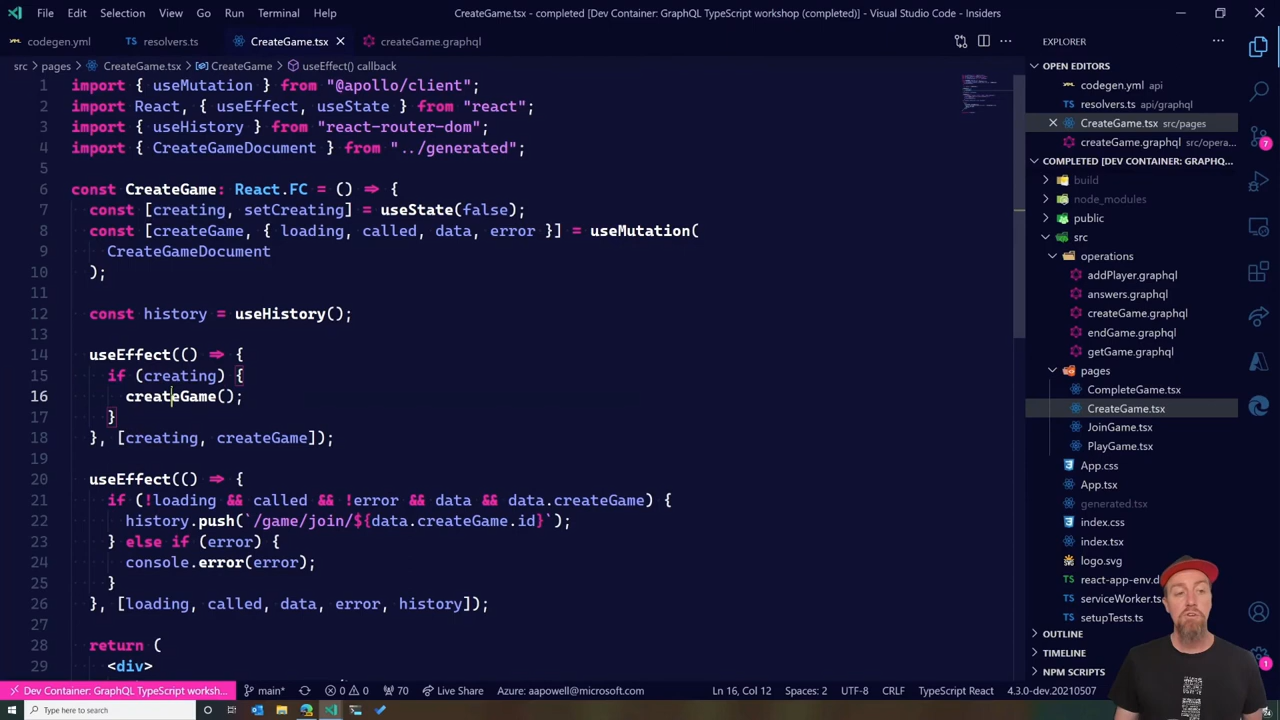 File Edit Selection View Go Run Terminal Help CreateGame.tsx - completed [Dev Container: GraphQL TypeScript workshop (completed)] - Visual Studio Code - Insiders
codegen.yml TS resolvers.ts CreateGame.tsx createGame.graphql
src > pages > CreateGame.tsx > CreateGame > useEffect() callback
1 import { useMutation } from "@apollo/client";
2 import React, { useEffect, useState } from "react";
3 import { useHistory } from "react-router-dom";
4 import { CreateGameDocument } from "../generated";
5
6 const CreateGame: React.FC = () => {
7 const [creating, setCreating] = useState(false);
8 const [createGame, { loading, called, data, error }] = useMutation(
9 CreateGameDocument
10 );
11
12 const history = useHistory();
13
14 useEffect(() => {
15 if (creating) {
16 createGame();
17 }
18 }, [creating, createGame]);
19
20 useEffect(() => {
21 if (!loading && called && !error && data && data.createGame) {
22 history.push(`/game/join/${data.createGame.id}`);
23 } else if (error) {
24 console.error(error);
25 }
26 }, [loading, called, data, error, history]);
27
28 return (
29 <div>
EXPLORER
OPEN EDITORS
codegen.yml api
TS resolvers.ts api/graphql
CreateGame.tsx src/pages
createGame.graphql src/opera...
COMPLETED [DEV CONTAINER: GRAPHQ...
build
node_modules
public
src
operations
addPlayer.graphql
answers.graphql
createGame.graphql
endGame.graphql
getGame.graphql
pages
CompleteGame.tsx
CreateGame.tsx
JoinGame.tsx
PlayGame.tsx
App.css
App.tsx
TS generated.tsx
index.css
index.tsx
logo.svg
TS react-app-env.d
TS serviceWorker.ts
TS setupTests.ts
OUTLINE
TIMELINE
NPM SCRIPTS
7
1
Dev Container: GraphQL TypeScript worksh... main* 0 0 70 Live Share Azure: aapowell@microsoft.com Ln 16, Col 12 Spaces: 2 UTF-8 CRLF TypeScript React 4.3.0-dev.20210507
Type here to search